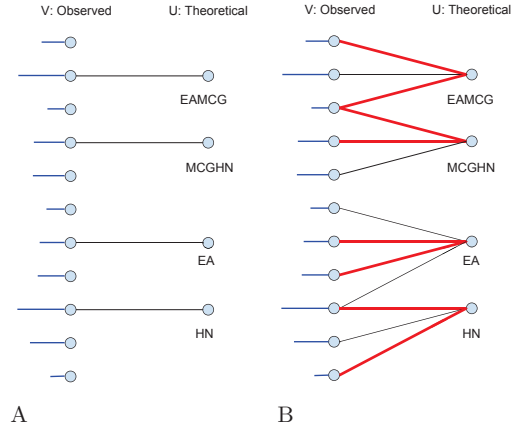 V: Observed U: Theoretical V: Observed U: Theoretical
EAMCG EAMCG
MCGHN MCGHN
EA EA
HN HN
A B